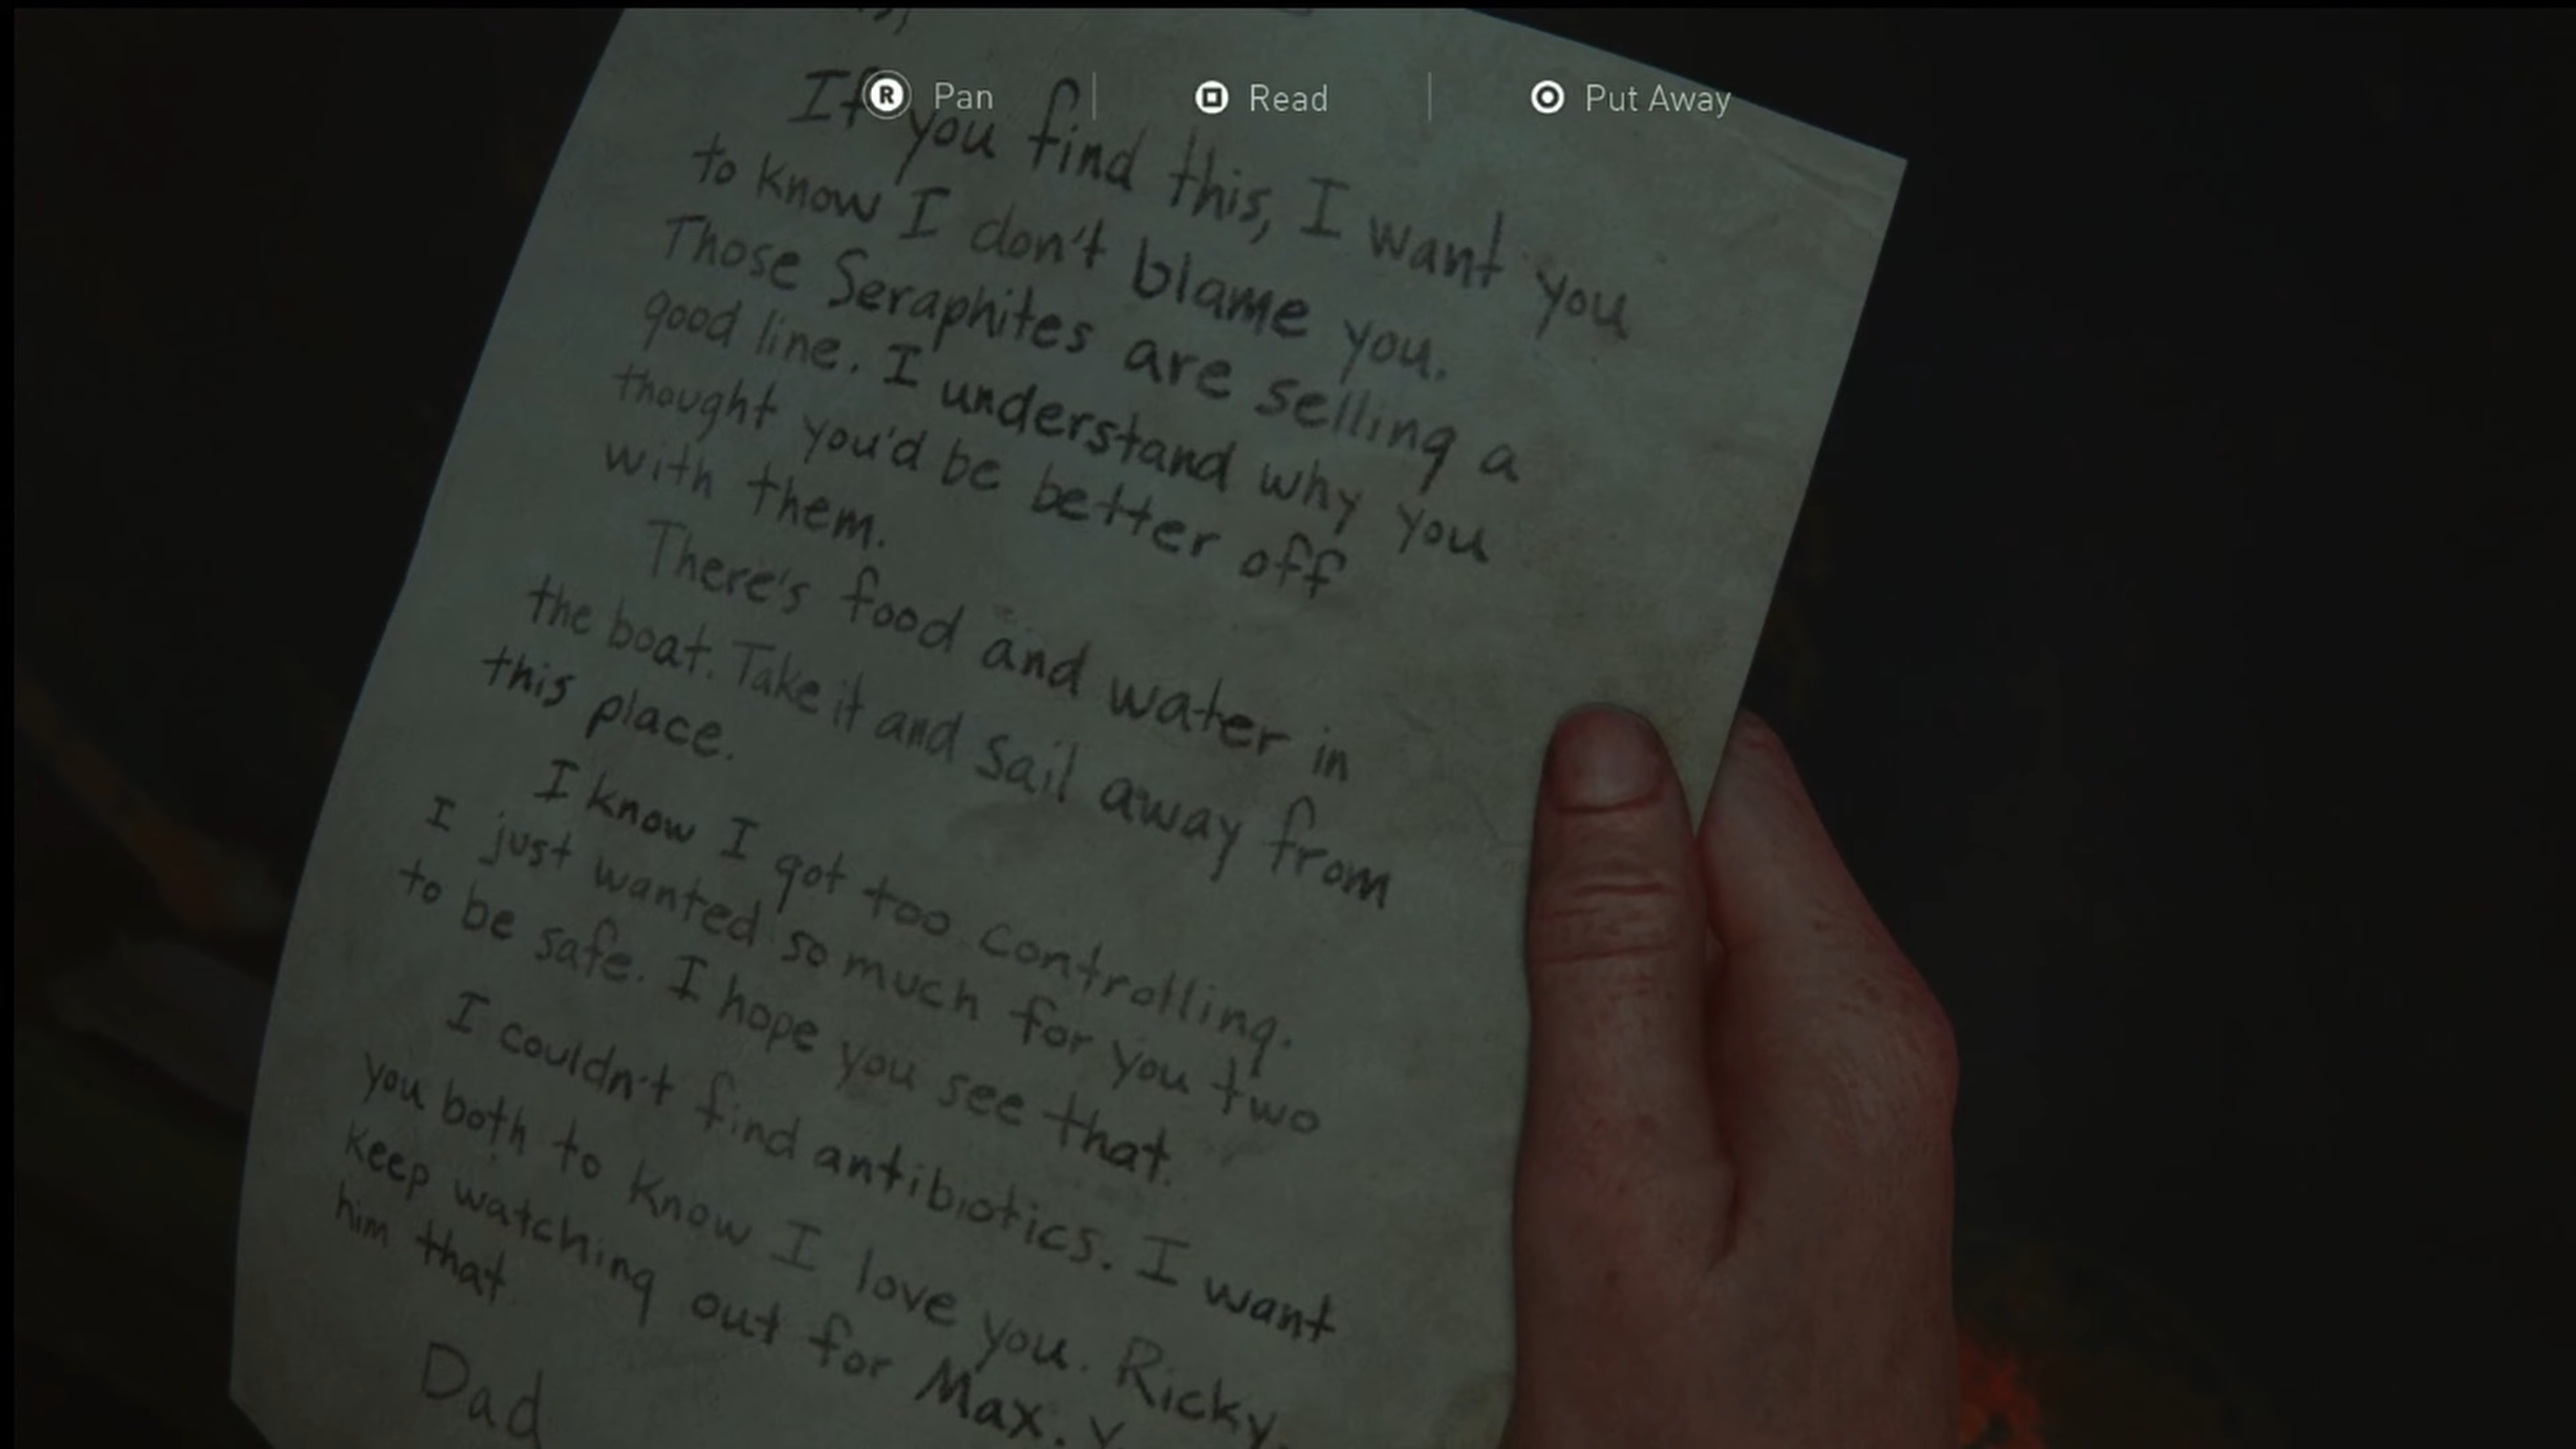 Pan
Read
Put Away
If you find this, I want you
to know I don't blame you.
Those Seraphites are selling a
good line. I understand why you
thought you'd be better off
with them.
There's food and water in
the boat. Take it and sail away from
this place.
I know I got too controlling.
I just wanted so much for you two
to be safe. I hope you see that.
I couldn't find antibiotics. I want
you both to know I love you. Ricky,
keep watching out for Max. Y
him that
Dad